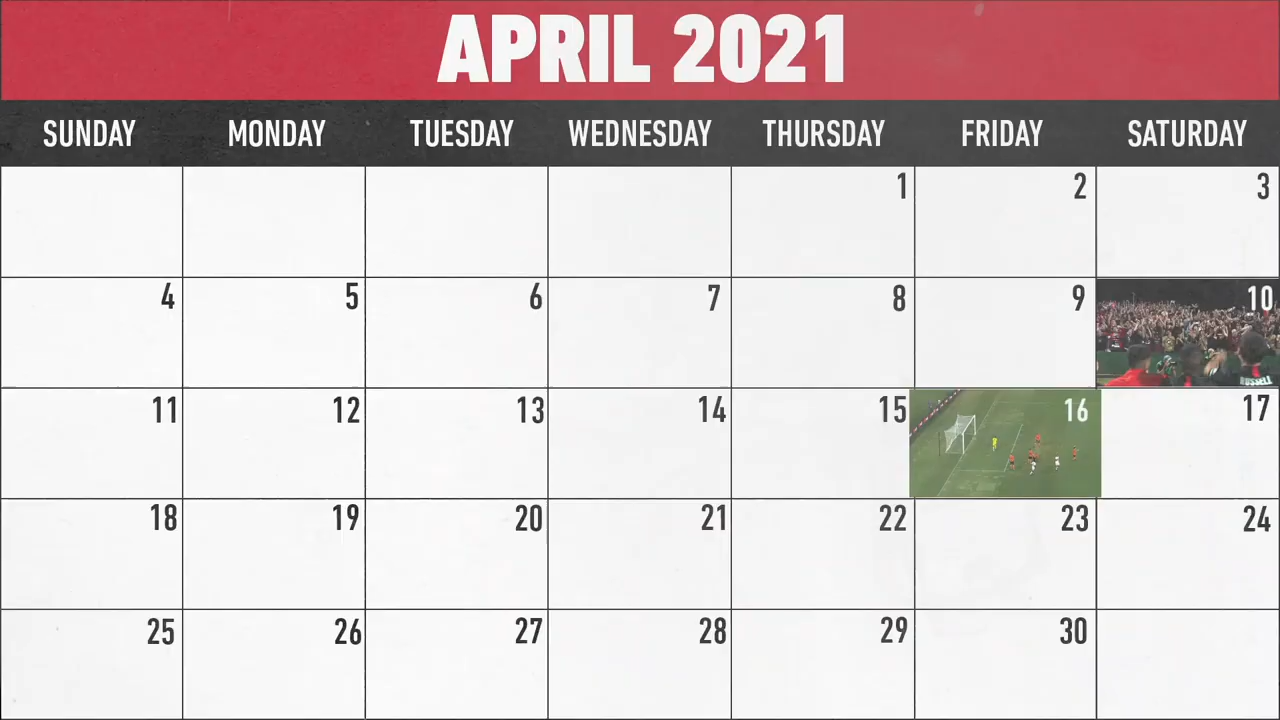 APRIL 2021
SUNDAY MONDAY TUESDAY WEDNESDAY THURSDAY FRIDAY SATURDAY
1 2 3
4 5 6 7 8 9 10
RUSSELL
11 12 13 14 15 16 17
18 19 20 21 22 23 24
25 26 27 28 29 30